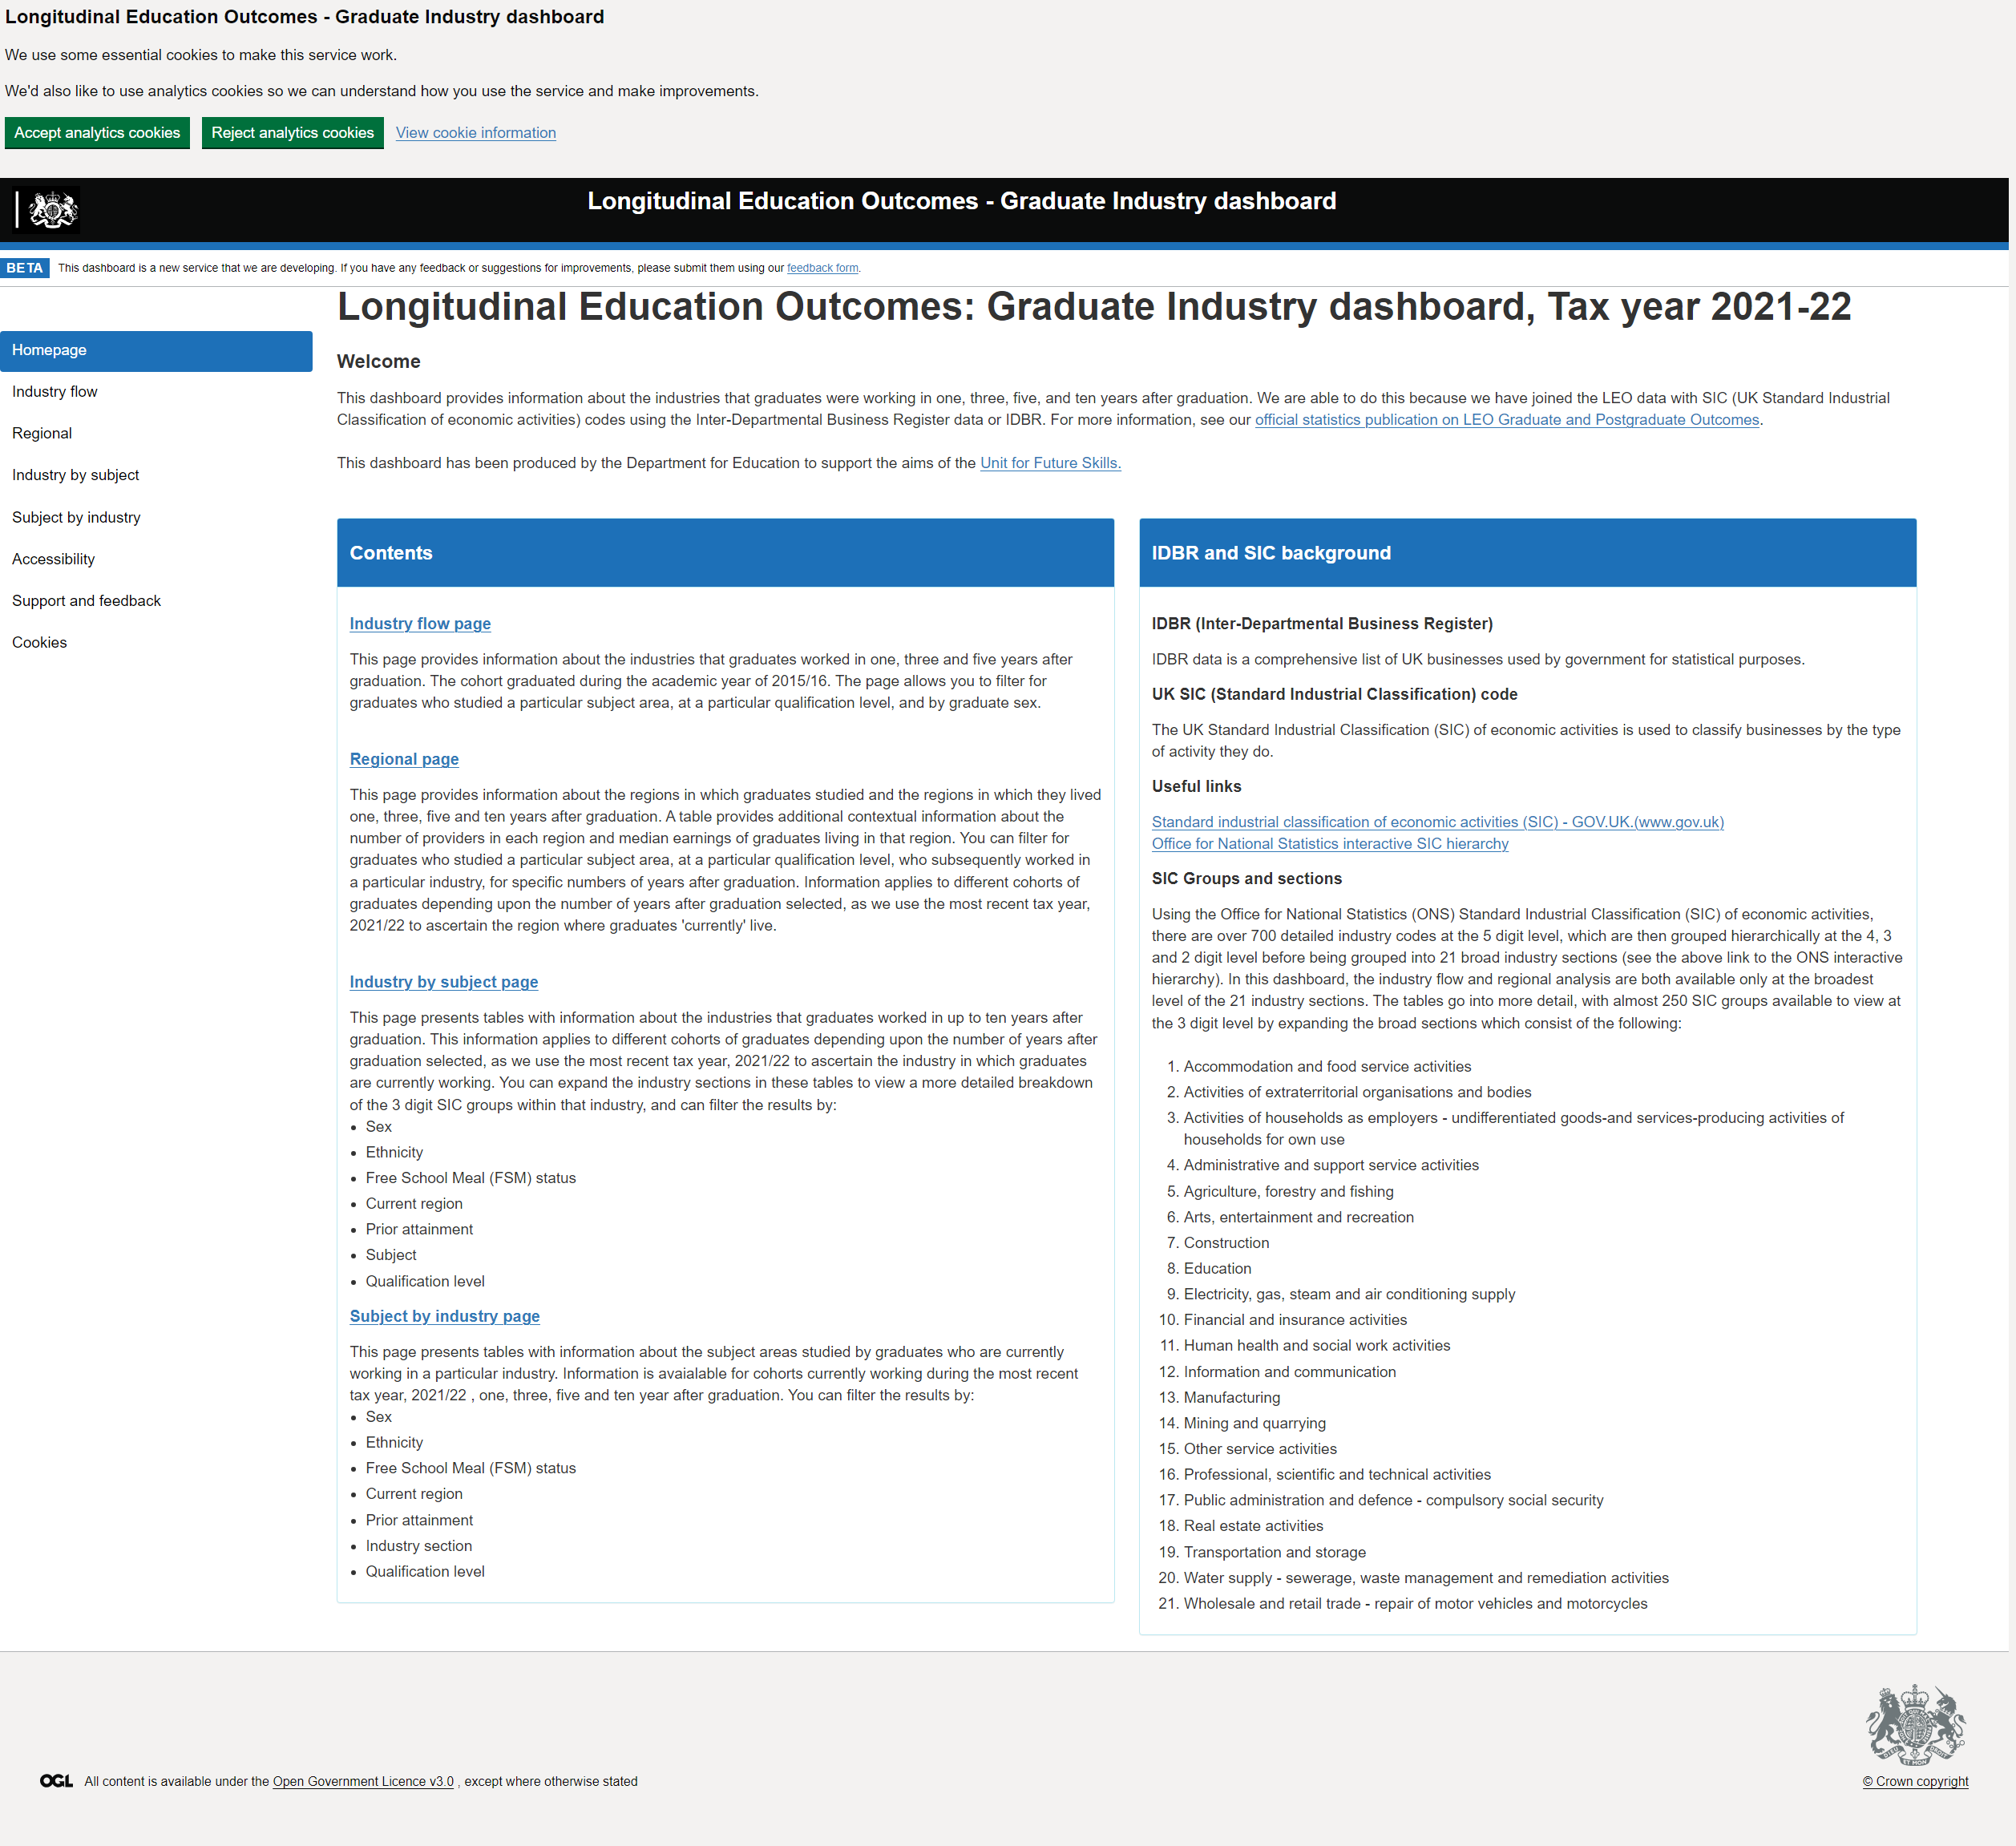 Longitudinal Education Outcomes - Graduate Industry dashboard
We use some essential cookies to make this service work.
We'd also like to use analytics cookies so we can understand how you use the service and make improvements.
Accept analytics cookies Reject analytics cookies View cookie information
Longitudinal Education Outcomes - Graduate Industry dashboard
BETA This dashboard is a new service that we are developing. If you have any feedback or suggestions for improvements, please submit them using our feedback form.
Homepage
Industry flow
Regional
Industry by subject
Subject by industry
Accessibility
Support and feedback
Cookies
Longitudinal Education Outcomes: Graduate Industry dashboard, Tax year 2021-22
Welcome
This dashboard provides information about the industries that graduates were working in one, three, five, and ten years after graduation. We are able to do this because we have joined the LEO data with SIC (UK Standard Industrial
Classification of economic activities) codes using the Inter-Departmental Business Register data or IDBR. For more information, see our official statistics publication on LEO Graduate and Postgraduate Outcomes.
This dashboard has been produced by the Department for Education to support the aims of the Unit for Future Skills.
Contents
Industry flow page
This page provides information about the industries that graduates worked in one, three and five years after
graduation. The cohort graduated during the academic year of 2015/16. The page allows you to filter for
graduates who studied a particular subject area, at a particular qualification level, and by graduate sex.
Regional page
This page provides information about the regions in which graduates studied and the regions in which they lived
one, three, five and ten years after graduation. A table provides additional contextual information about the
number of providers in each region and median earnings of graduates living in that region. You can filter for
graduates who studied a particular subject area, at a particular qualification level, who subsequently worked in
a particular industry, for specific numbers of years after graduation. Information applies to different cohorts of
graduates depending upon the number of years after graduation selected, as we use the most recent tax year,
2021/22 to ascertain the region where graduates 'currently' live.
Industry by subject page
This page presents tables with information about the industries that graduates worked in up to ten years after
graduation. This information applies to different cohorts of graduates depending upon the number of years after
graduation selected, as we use the most recent tax year, 2021/22 to ascertain the industry in which graduates
are currently working. You can expand the industry sections in these tables to view a more detailed breakdown
of the 3 digit SIC groups within that industry, and can filter the results by:
• Sex
• Ethnicity
• Free School Meal (FSM) status
• Current region
• Prior attainment
• Subject
• Qualification level
Subject by industry page
This page presents tables with information about the subject areas studied by graduates who are currently
working in a particular industry. Information is avaialable for cohorts currently working during the most recent
tax year, 2021/22 , one, three, five and ten year after graduation. You can filter the results by:
• Sex
• Ethnicity
• Free School Meal (FSM) status
• Current region
• Prior attainment
• Industry section
• Qualification level
IDBR and SIC background
IDBR (Inter-Departmental Business Register)
IDBR data is a comprehensive list of UK businesses used by government for statistical purposes.
UK SIC (Standard Industrial Classification) code
The UK Standard Industrial Classification (SIC) of economic activities is used to classify businesses by the type
of activity they do.
Useful links
Standard industrial classification of economic activities (SIC) - GOV.UK.(www.gov.uk)
Office for National Statistics interactive SIC hierarchy
SIC Groups and sections
Using the Office for National Statistics (ONS) Standard Industrial Classification (SIC) of economic activities,
there are over 700 detailed industry codes at the 5 digit level, which are then grouped hierarchically at the 4, 3
and 2 digit level before being grouped into 21 broad industry sections (see the above link to the ONS interactive
hierarchy). In this dashboard, the industry flow and regional analysis are both available only at the broadest
level of the 21 industry sections. The tables go into more detail, with almost 250 SIC groups available to view at
the 3 digit level by expanding the broad sections which consist of the following:
1. Accommodation and food service activities
2. Activities of extraterritorial organisations and bodies
3. Activities of households as employers - undifferentiated goods-and services-producing activities of
households for own use
4. Administrative and support service activities
5. Agriculture, forestry and fishing
6. Arts, entertainment and recreation
7. Construction
8. Education
9. Electricity, gas, steam and air conditioning supply
10. Financial and insurance activities
11. Human health and social work activities
12. Information and communication
13. Manufacturing
14. Mining and quarrying
15. Other service activities
16. Professional, scientific and technical activities
17. Public administration and defence - compulsory social security
18. Real estate activities
19. Transportation and storage
20. Water supply - sewerage, waste management and remediation activities
21. Wholesale and retail trade - repair of motor vehicles and motorcycles
OGL All content is available under the Open Government Licence v3.0 , except where otherwise stated
© Crown copyright